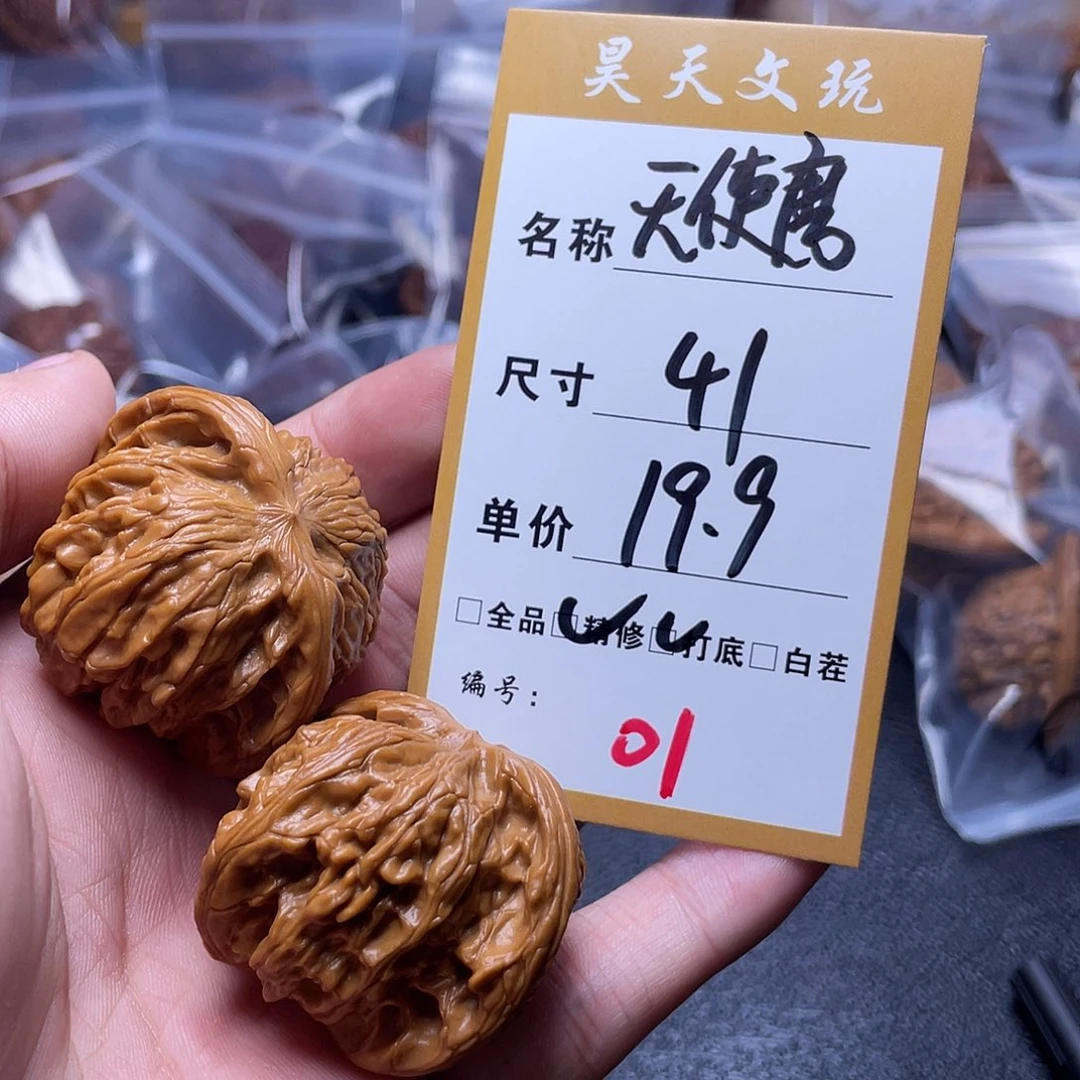 昊天文玩
名称 天使磨
尺寸 41
单价 19.9
□全品☑精修☑打底□白茬
编号:
01